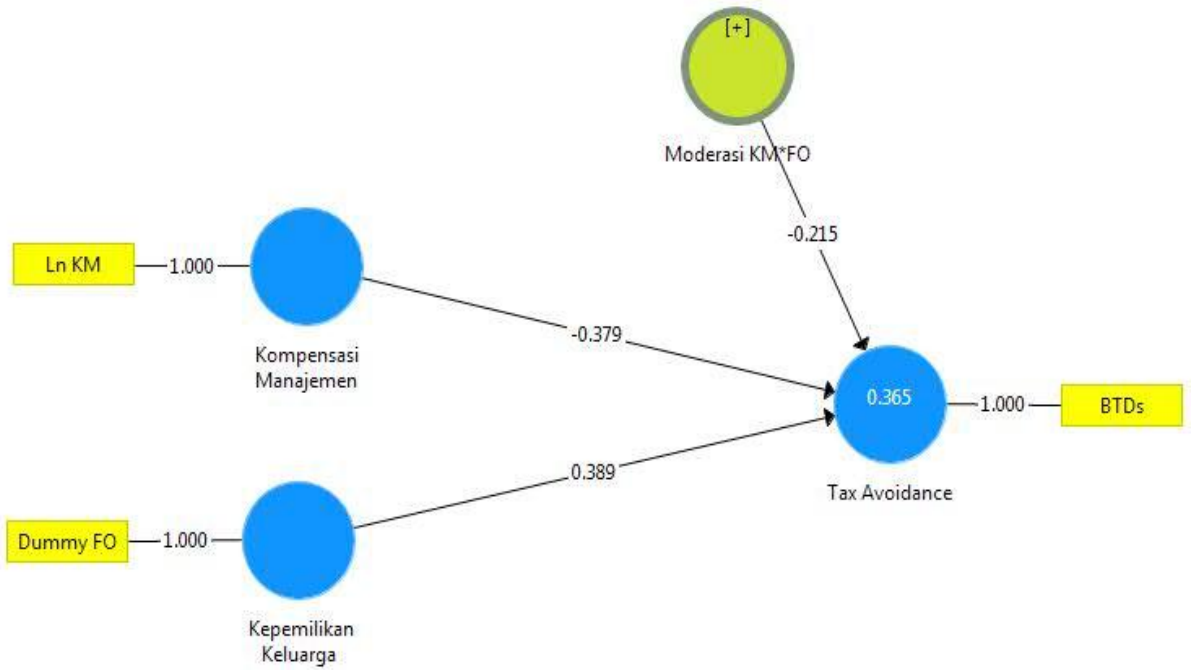 [+]
Moderasi KM*FO
-0.215
Ln KM
1.000
Kompensasi
Manajemen
-0.379
0.365
1.000
BTDs
Tax Avoidance
0.389
Dummy FO
1.000
Kepemilikan
Keluarga